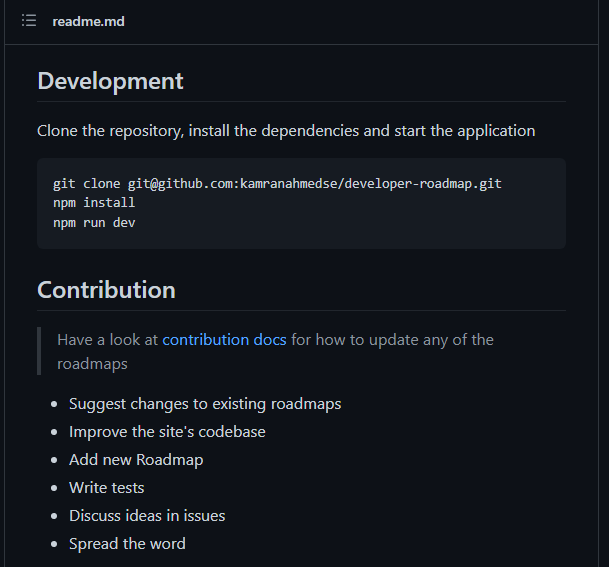 readme.md
Development
Clone the repository, install the dependencies and start the application
git clone git@github.com:kamranahmedse/developer-roadmap.git
npm install
npm run dev
Contribution
Have a look at contribution docs for how to update any of the
roadmaps
Suggest changes to existing roadmaps
Improve the site's codebase
Add new Roadmap
Write tests
Discuss ideas in issues
Spread the word